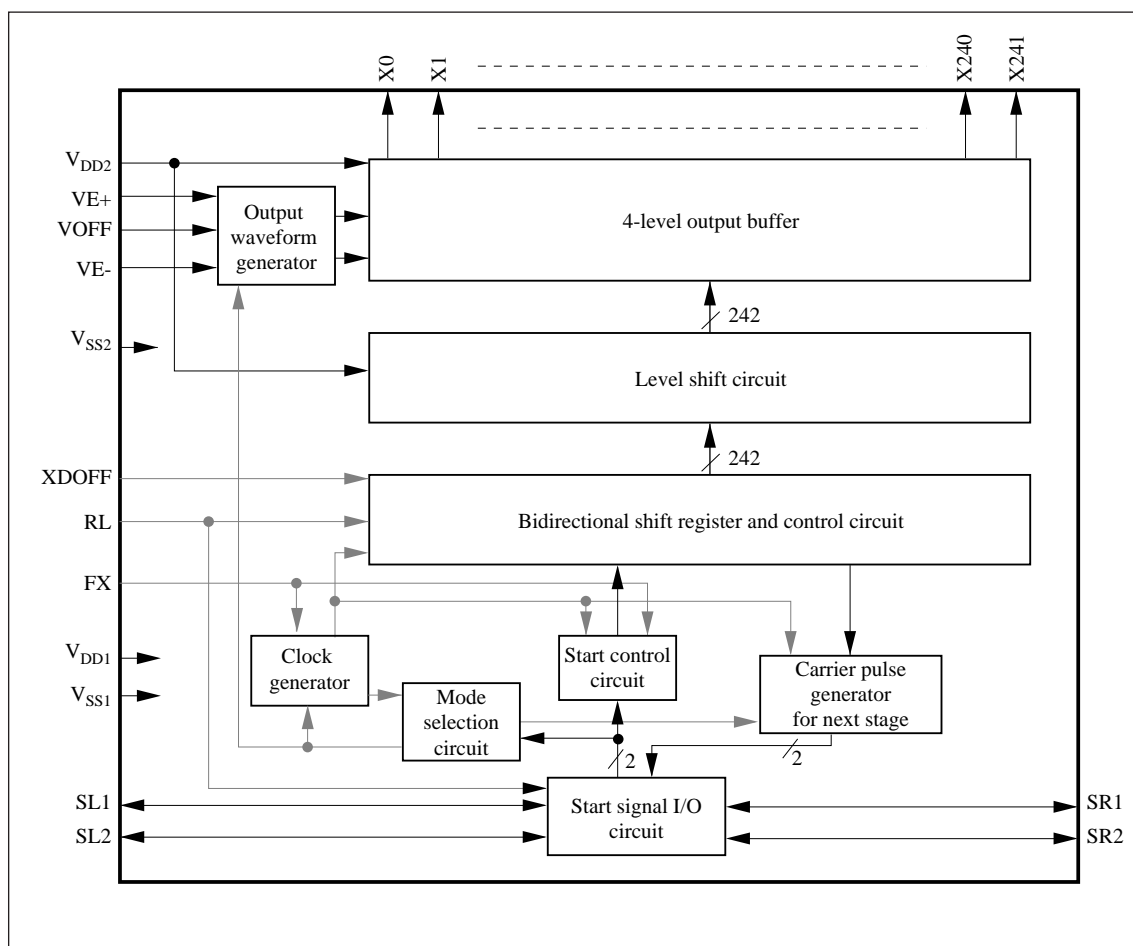 X0
X1
X240
X241
VDD2
VE+
VOFF
VE-
Output
waveform
generator
4-level output buffer
242
VSS2
Level shift circuit
242
XDOFF
RL
Bidirectional shift register and control circuit
FX
VDD1
VSS1
Clock
generator
Mode
selection
circuit
Start control
circuit
Carrier pulse
generator
for next stage
2
2
SL1
SL2
Start signal I/O
circuit
SR1
SR2